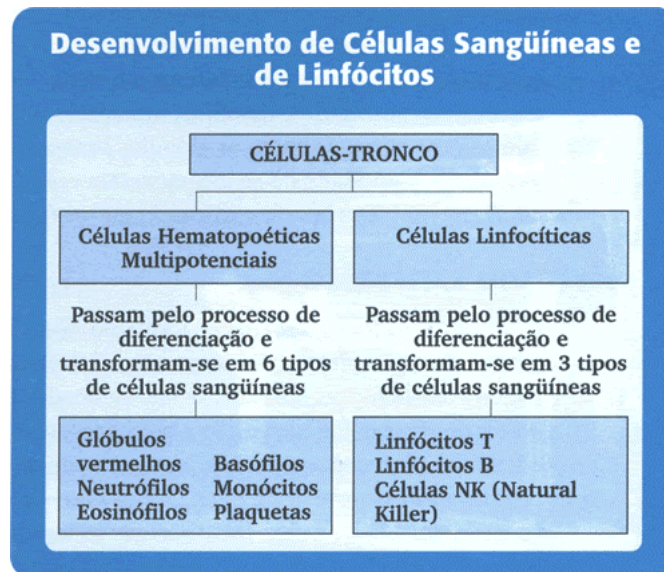 Desenvolvimento de Células Sangüíneas e
de Linfócitos
CÉLULAS-TRONCO
Células Hematopoéticas
Multipotenciais
Passam pelo processo de
diferenciação e
transformam-se em 6 tipos
de células sangüíneas
Glóbulos
vermelhos Basófilos
Neutrófilos Monócitos
Eosinófilos Plaquetas
Células Linfocíticas
Passam pelo processo de
diferenciação e
transformam-se em 3 tipos
de células sangüíneas
Linfócitos T
Linfócitos B
Células NK (Natural
Killer)